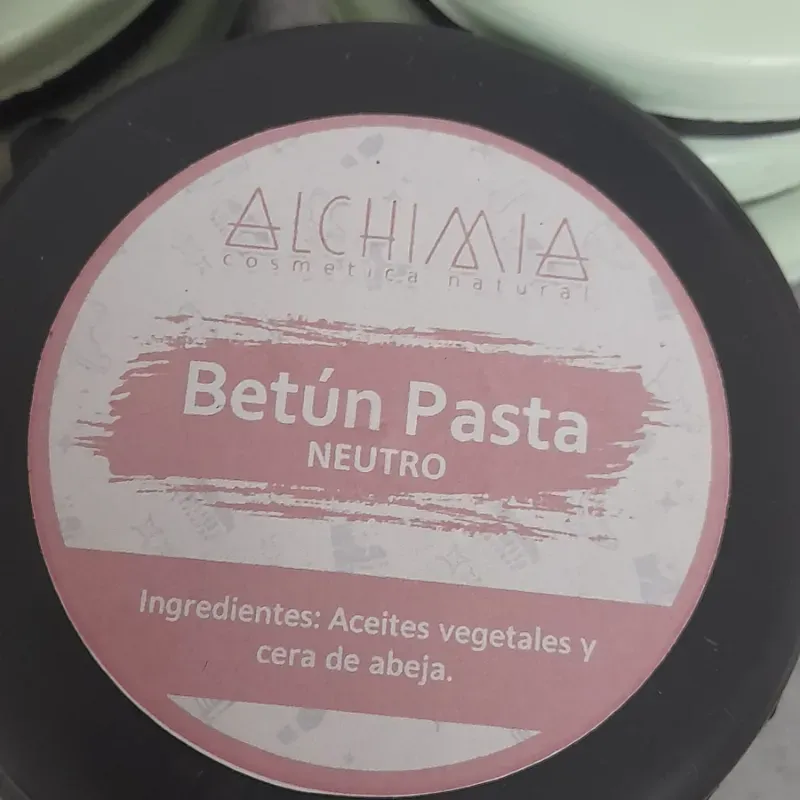 ALCHIMIA
cosmetica natural
Betún Pasta
NEUTRO
Ingredientes: Aceites vegetales y
cera de abeja.